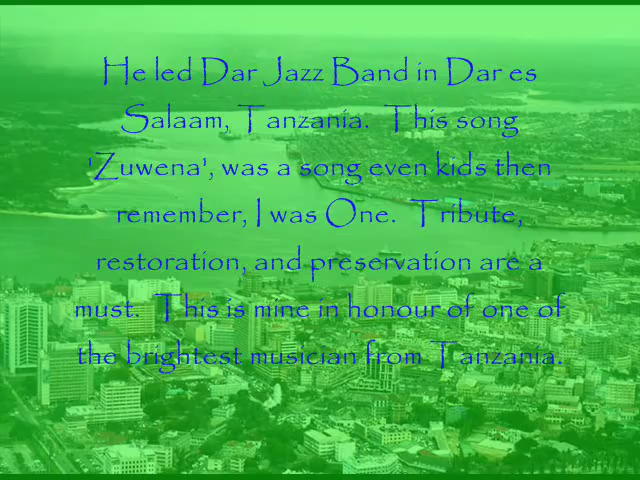 He led Dar Jazz Band in Dar es
Salaam, Tanzania. This song
'Zuwena', was a song even kids then
remember, I was One. Tribute,
restoration, and preservation are a
must. This is mine in honour of one of
the brightest musician from Tanzania.